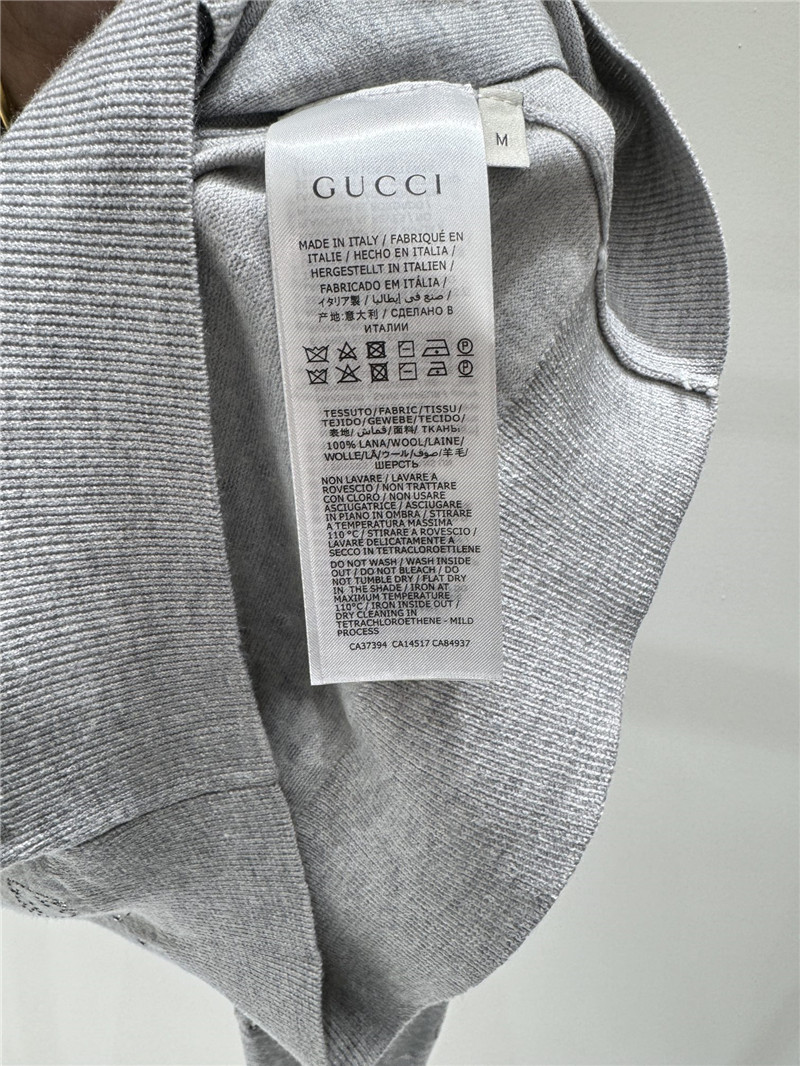 M
GUCCI
MADE IN ITALY / FABRIQUÉ EN
ITALIE / HECHO EN ITALIA /
HERGESTELLT IN ITALIEN /
FABRICADO EM ITÁLIA /
イタリア製 / صنع في إيطاليا /
产地:意大利 / СДЕЛАНО В
ИТАЛИИ
TESSUTO/FABRIC/TISSU/
TEJIDO/GEWEBE/TECIDO/
表地/قماش/面料/ ТКАНЬ:
100% LANA/WOOL/LAINE/
WOLLE/LÃ/ウール/صوف/羊毛/
ШЕРСТЬ
NON LAVARE / LAVARE A
ROVESCIO / NON TRATTARE
CON CLORO / NON USARE
ASCIUGATRICE / ASCIUGARE
IN PIANO IN OMBRA / STIRARE
A TEMPERATURA MASSIMA
110 °C / STIRARE A ROVESCIO /
LAVARE DELICATAMENTE A
SECCO IN TETRACLOROETILENE
DO NOT WASH / WASH INSIDE
OUT / DO NOT BLEACH / DO
NOT TUMBLE DRY / FLAT DRY
IN THE SHADE / IRON AT
MAXIMUM TEMPERATURE
110°C / IRON INSIDE OUT /
DRY CLEANING IN
TETRACHLOROETHENE - MILD
PROCESS
CA37394 CA14517 CA84937